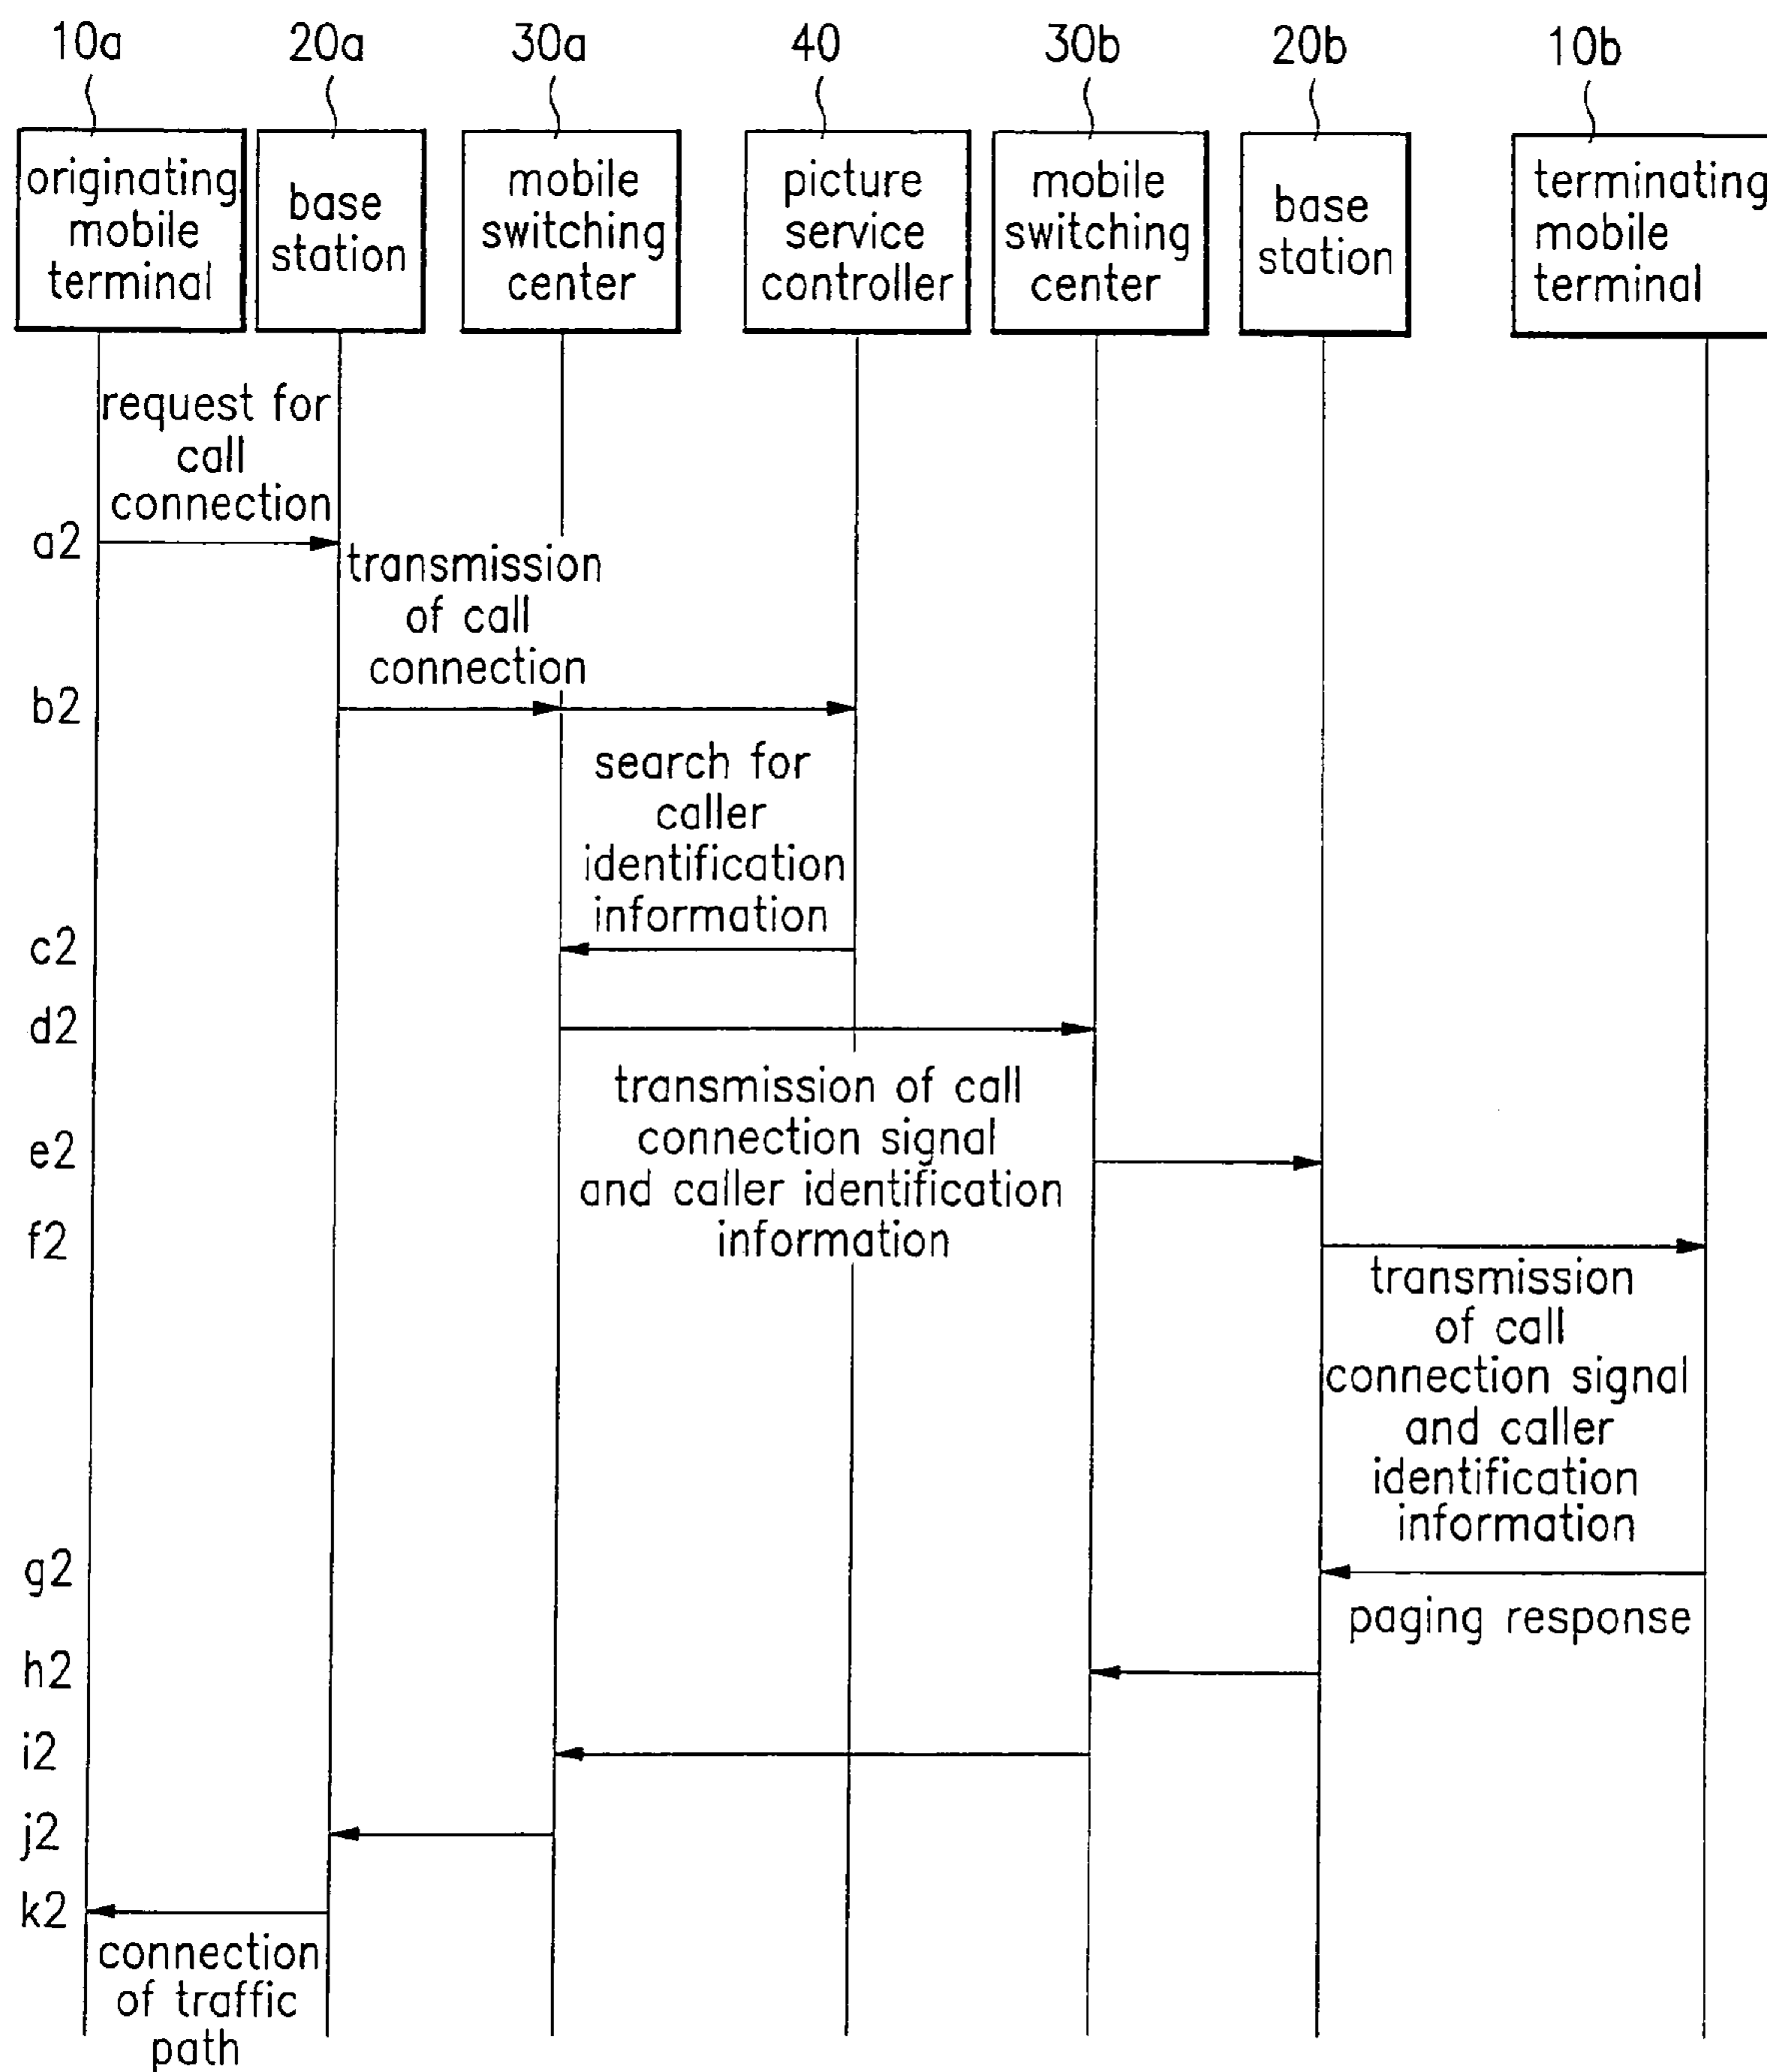 10a 20a 30a 40 30b 20b 10b
originating
mobile
terminal
base
station
mobile
switching
center
picture
service
controller
mobile
switching
center
base
station
terminating
mobile
terminal
request for
call
connection
a2
transmission
of call
connection
b2
search for
caller
identification
information
c2
d2
transmission of call
connection signal
and caller identification
information
e2
f2
transmission
of call
connection signal
and caller
identification
information
g2
paging response
h2
i2
j2
k2
connection
of traffic
path